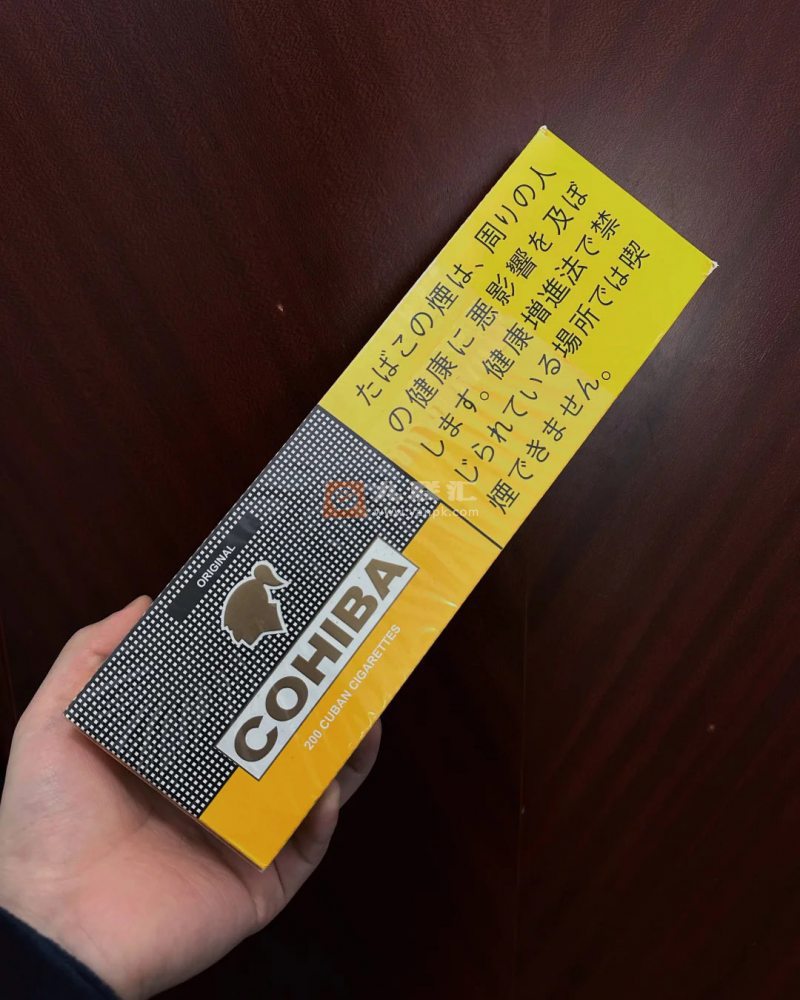 たばこの煙は、周りの人
の健康に悪影響を及ぼ
します。健康増進法で禁
じられている場所では喫
煙できません。
ORIGINAL
COHIBA
200 CUBAN CIGARETTES